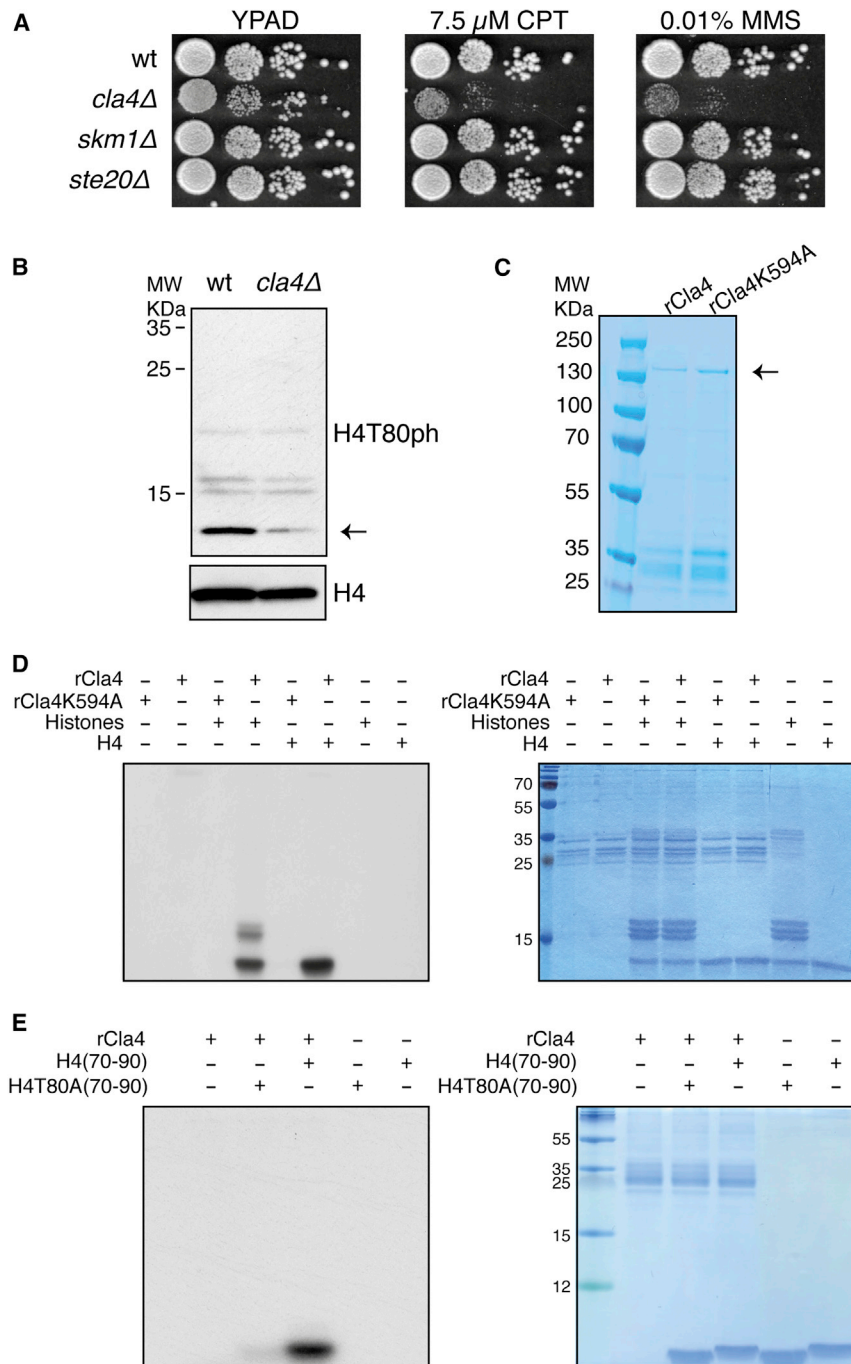 A
YPAD 7.5 µM CPT 0.01% MMS
wt
cla4Δ
skm1Δ
ste20Δ
B
MW
KDa
wt cla4Δ
35
25
15
H4T80ph
←
H4
C
MW
KDa
rCla4
rCla4K594A
250
130 ←
100
70
55
35
25
D
rCla4 – + – + – + – –
rCla4K594A + – + – + – – –
Histones – – + + – – + –
H4 – – – – + + – +
rCla4 – + – + – + – –
rCla4K594A + – + – + – – –
Histones – – + + – – + –
H4 – – – – + + – +
70
55
35
25
15
E
rCla4 + + + – –
H4(70-90) – – + – +
H4T80A(70-90) – + – + –
rCla4 + + + – –
H4(70-90) – – + – +
H4T80A(70-90) – + – + –
55
35
25
15
12